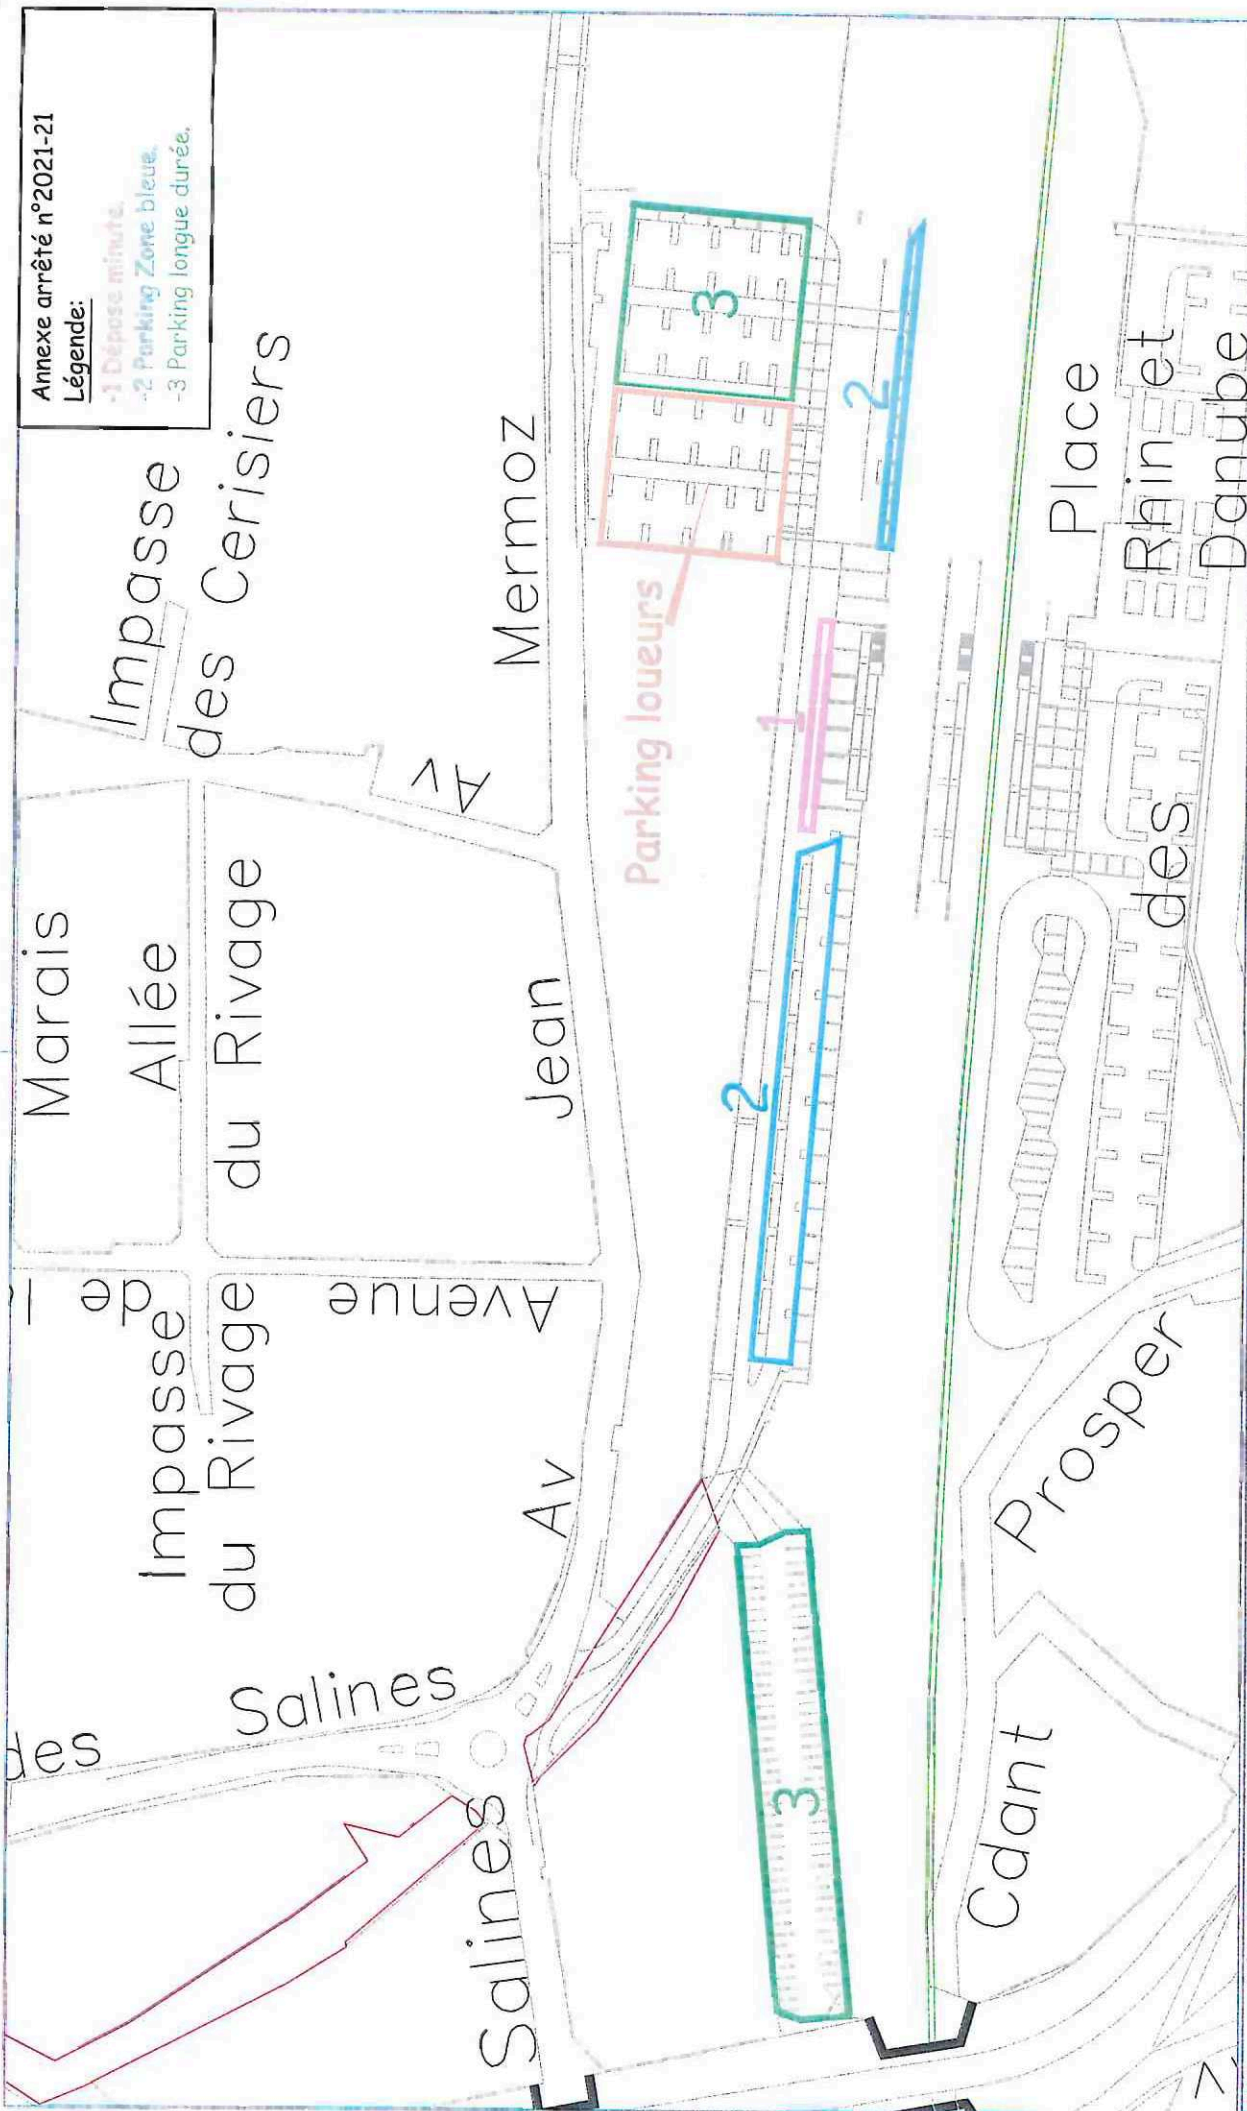 Annexe arrêté n°2021-21
Légende:
-1 Dépose minute.
-2 Parking Zone bleue.
-3 Parking longue durée.
Impasse
des Cerisiers
Marais
Allée
du Rivage
Impasse
du Rivage
Avenue
de
des
Salines
Salines
Av
Jean
Mermoz
Av
Parking loueurs
3
2
1
2
3
Place
des
Rhin et
Danube
Cdant
Prosper